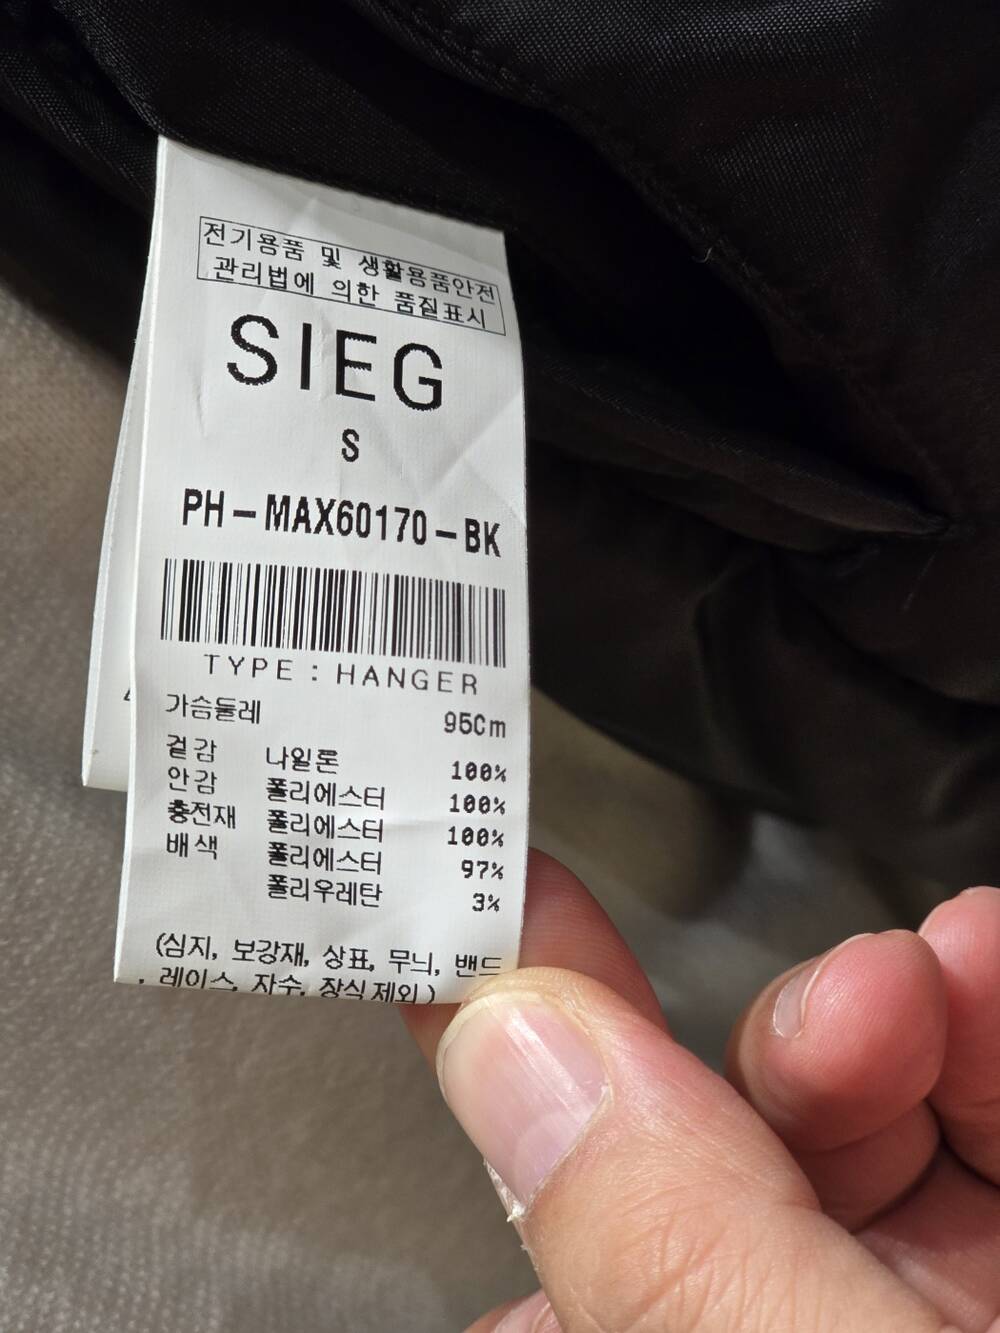 전기용품 및 생활용품안전
관리법에 의한 품질표시
SIEG
S
PH-MAX60170-BK
TYPE : HANGER
가슴둘레 95Cm
겉감 나일론 100%
안감 폴리에스터 100%
충전재 폴리에스터 100%
배색 폴리에스터 97%
폴리우레탄 3%
(심지, 보강재, 상표, 무늬, 밴드
, 레이스, 자수, 장식제외)